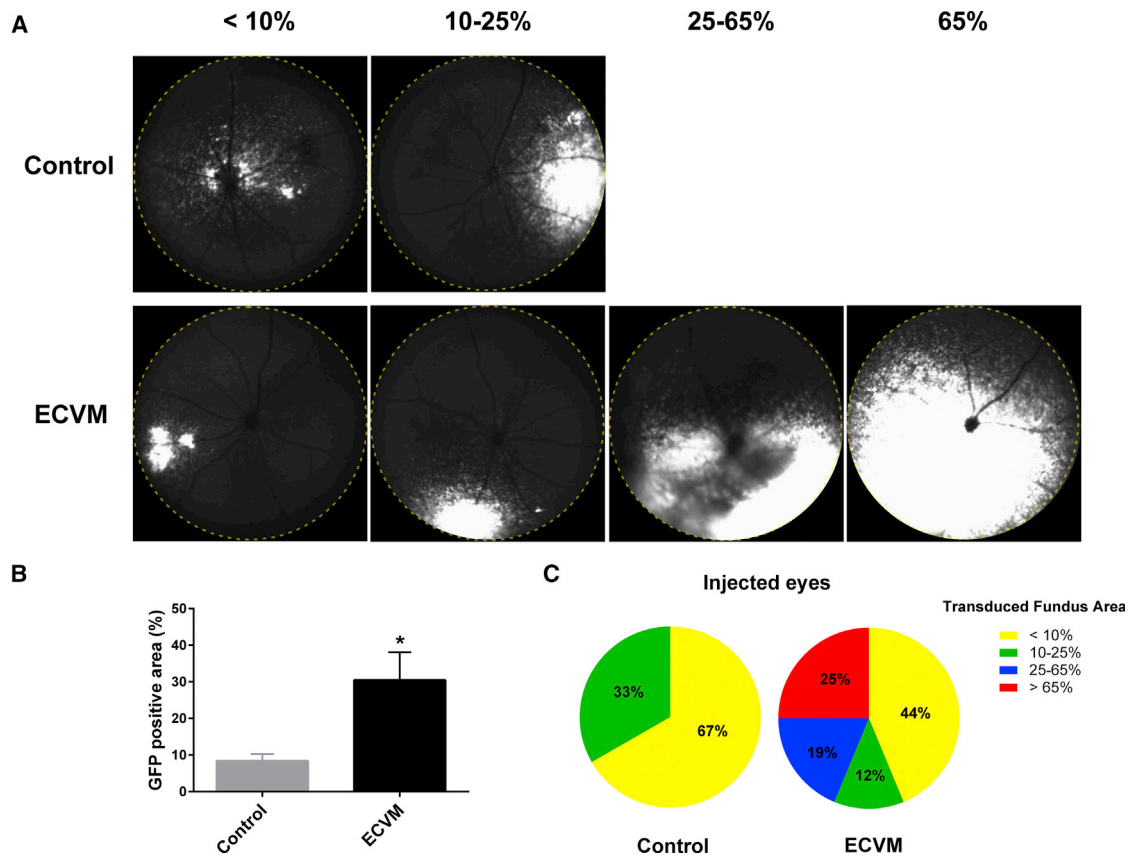 A
< 10%
10-25%
25-65%
65%
Control
ECVM
B
GFP positive area (%)
50
40
30
20
10
0
*
Control
ECVM
C
Injected eyes
Transduced Fundus Area
< 10%
10-25%
25-65%
> 65%
33%
67%
25%
44%
19%
12%
Control
ECVM